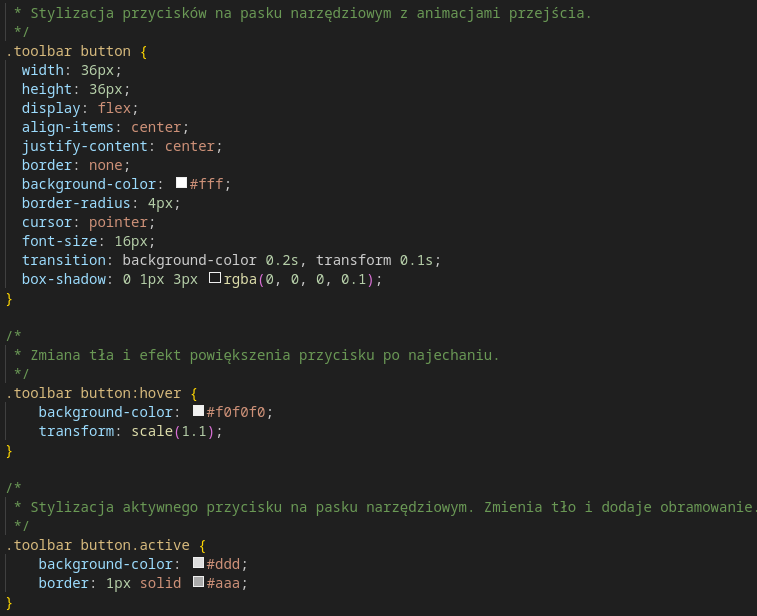 * Stylizacja przycisków na pasku narzędziowym z animacjami przejścia.
*/
.toolbar button {
width: 36px;
height: 36px;
display: flex;
align-items: center;
justify-content: center;
border: none;
background-color: #fff;
border-radius: 4px;
cursor: pointer;
font-size: 16px;
transition: background-color 0.2s, transform 0.1s;
box-shadow: 0 1px 3px rgba(0, 0, 0, 0.1);
}
/*
* Zmiana tła i efekt powiększenia przycisku po najechaniu.
*/
.toolbar button:hover {
background-color: #f0f0f0;
transform: scale(1.1);
}
/*
* Stylizacja aktywnego przycisku na pasku narzędziowym. Zmienia tło i dodaje obramowanie.
*/
.toolbar button.active {
background-color: #ddd;
border: 1px solid #aaa;
}